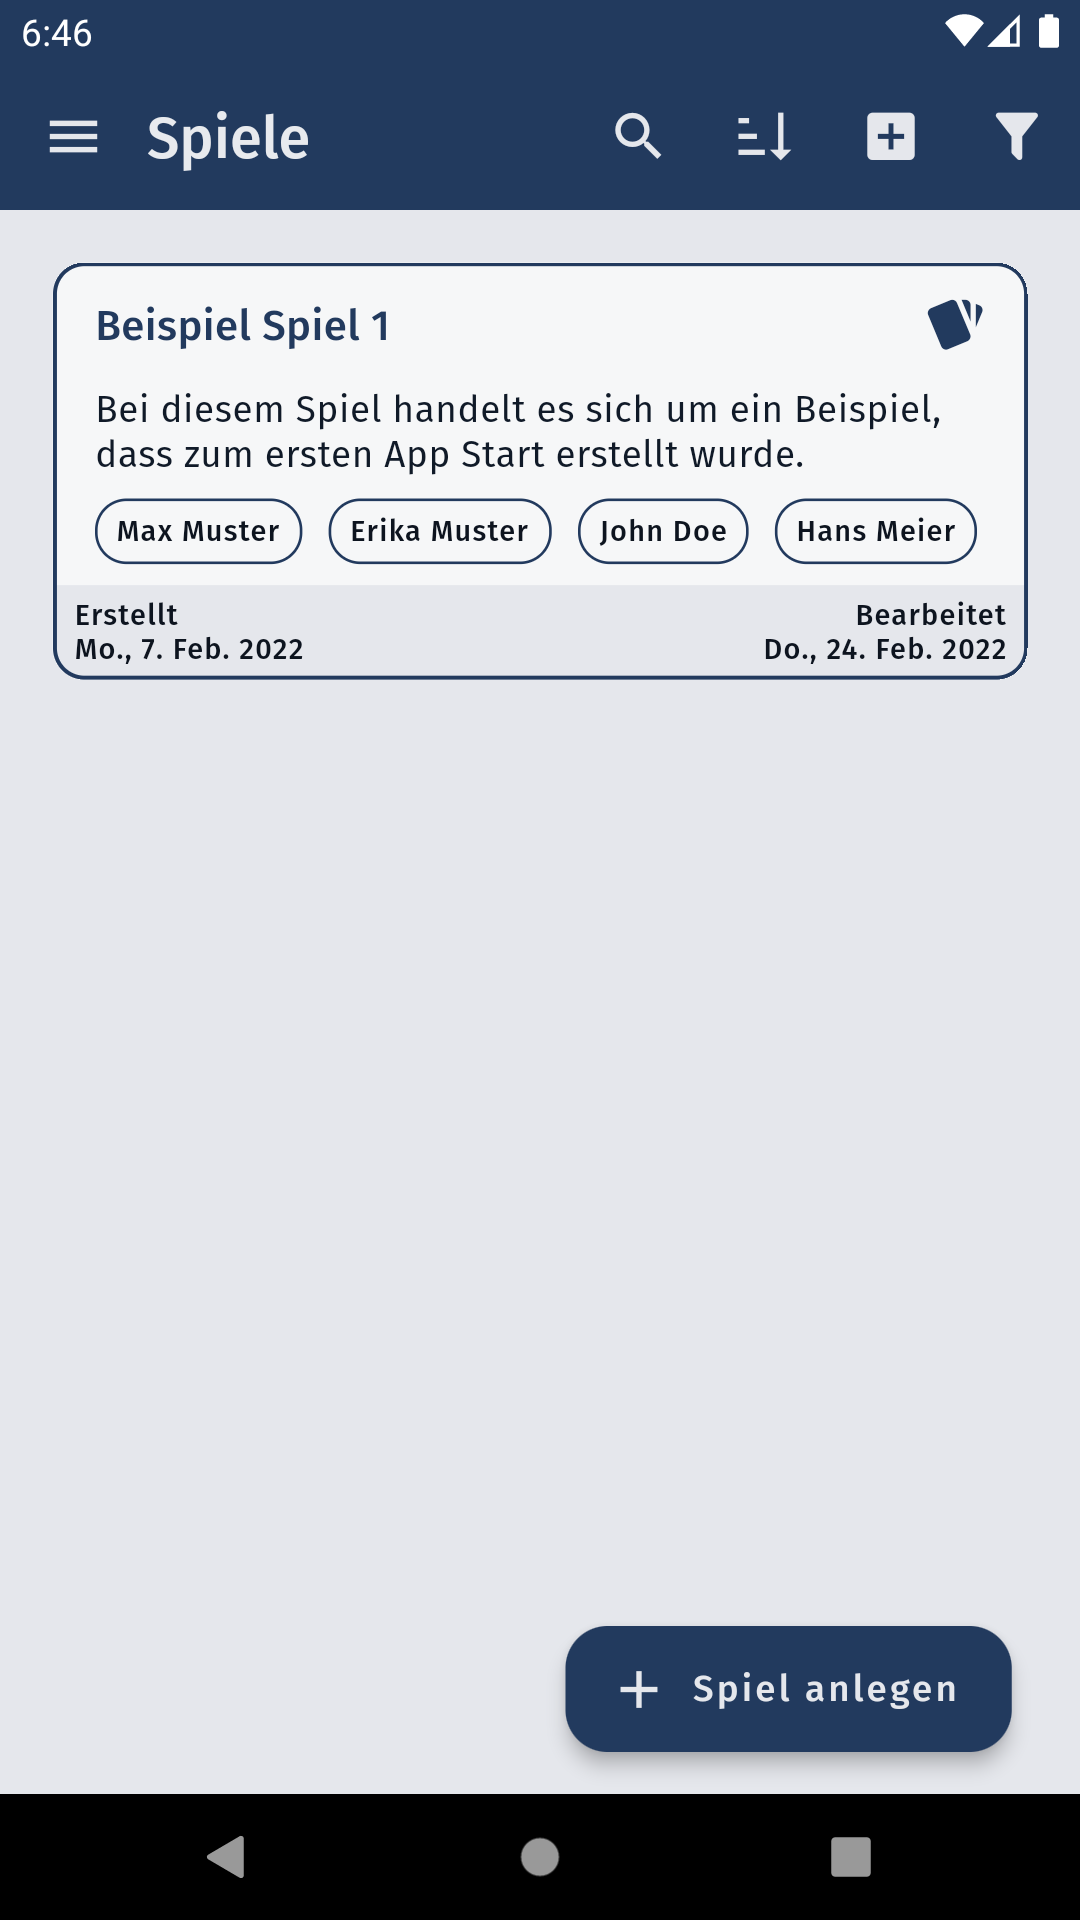 6:46
Spiele
Beispiel Spiel 1
Bei diesem Spiel handelt es sich um ein Beispiel,
dass zum ersten App Start erstellt wurde.
Max Muster Erika Muster John Doe Hans Meier
Erstellt Bearbeitet
Mo., 7. Feb. 2022 Do., 24. Feb. 2022
Spiel anlegen